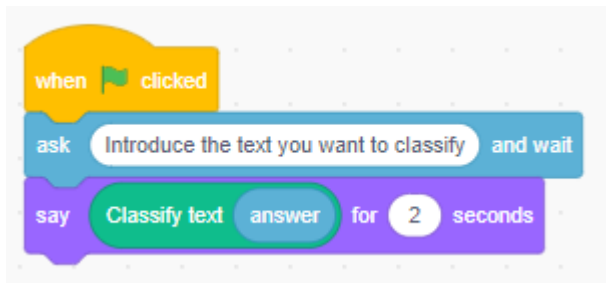 when clicked
ask Introduce the text you want to classify and wait
say Classify text answer for 2 seconds